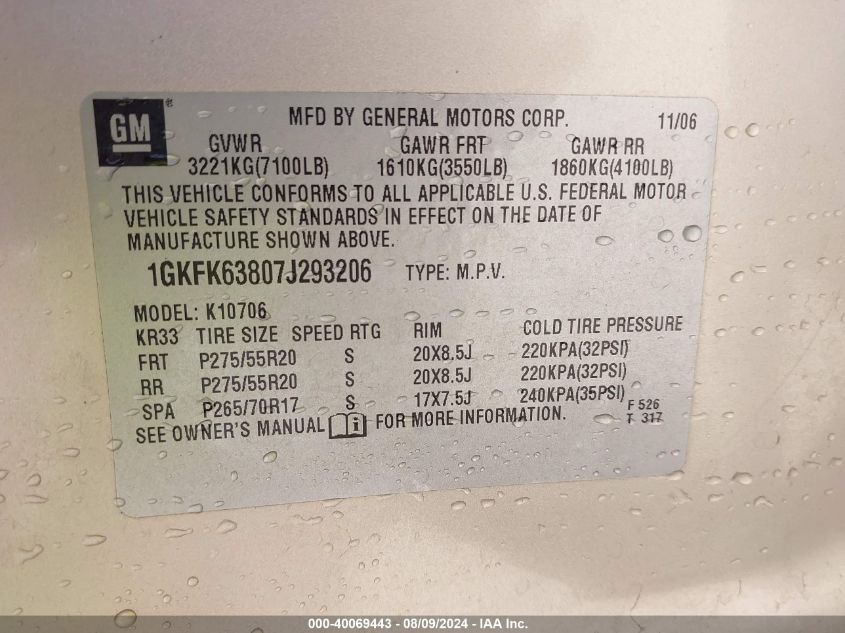 GM®
MFD BY GENERAL MOTORS CORP. 11/06
GVWR GAWR FRT GAWR RR
3221KG(7100LB) 1610KG(3550LB) 1860KG(4100LB)
THIS VEHICLE CONFORMS TO ALL APPLICABLE U.S. FEDERAL MOTOR
VEHICLE SAFETY STANDARDS IN EFFECT ON THE DATE OF
MANUFACTURE SHOWN ABOVE.
1GKFK63807J293206 TYPE: M.P.V.
MODEL: K10706
KR33 TIRE SIZE SPEED RTG RIM COLD TIRE PRESSURE
FRT P275/55R20 S 20X8.5J 220KPA(32PSI)
RR P275/55R20 S 20X8.5J 220KPA(32PSI)
SPA P265/70R17 S 17X7.5J 240KPA(35PSI)
SEE OWNER'S MANUAL i FOR MORE INFORMATION. F 526
T 317
000-40069443 - 08/09/2024 - IAA Inc.